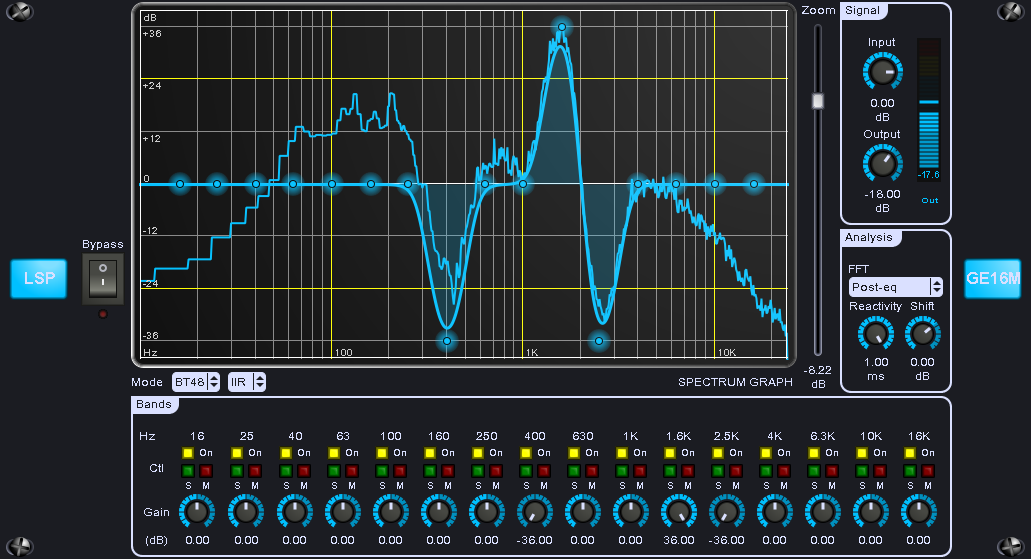 dB
+36
+24
+12
0
-12
-24
-36
Hz 100 1K 10K
Zoom
-8.22
dB
Signal
Input
0.00
dB
Output
-18.00
dB
-17.6
Out
Bypass
LSP
GE16M
Analysis
FFT
Post-eq
Reactivity Shift
1.00 0.00
ms dB
Mode BT48 IIR SPECTRUM GRAPH
Bands
Hz 16 25 40 63 100 160 250 400 630 1K 1.6K 2.5K 4K 6.3K 10K 16K
On On On On On On On On On On On On On On On On
Ctl
S M S M S M S M S M S M S M S M S M S M S M S M S M S M S M S M
Gain
(dB) 0.00 0.00 0.00 0.00 0.00 0.00 0.00 -36.00 0.00 0.00 36.00 -36.00 0.00 0.00 0.00 0.00